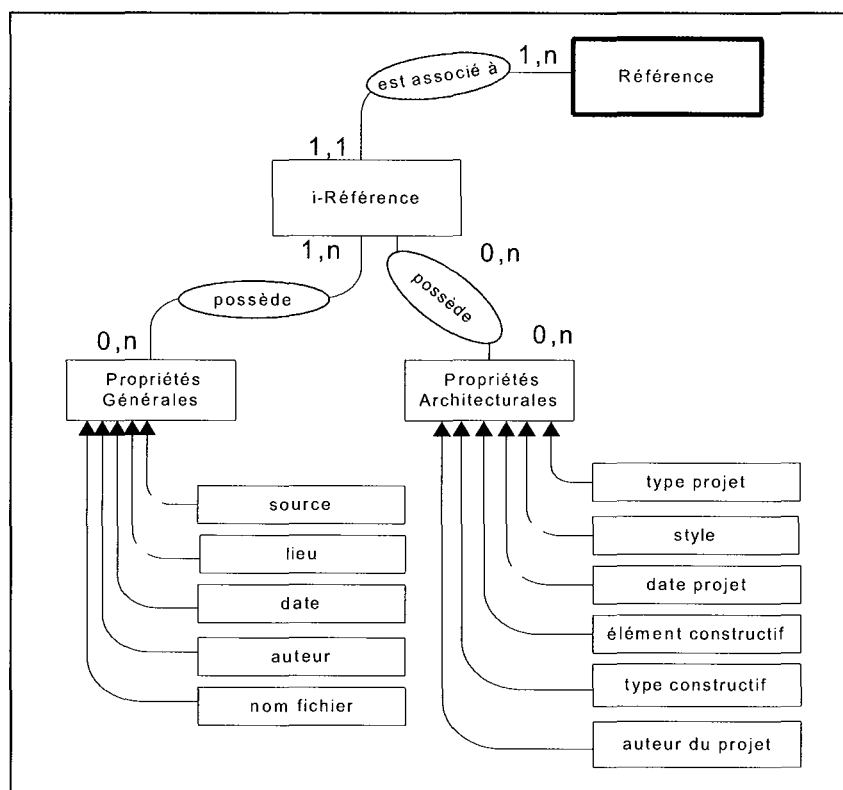 1,n
est associé à
Référence
1,1
i-Référence
1,n
0,n
possède
possède
0,n
0,n
Propriétés
Générales
Propriétés
Architecturales
type projet
source
style
lieu
date projet
date
élément constructif
auteur
type constructif
nom fichier
auteur du projet